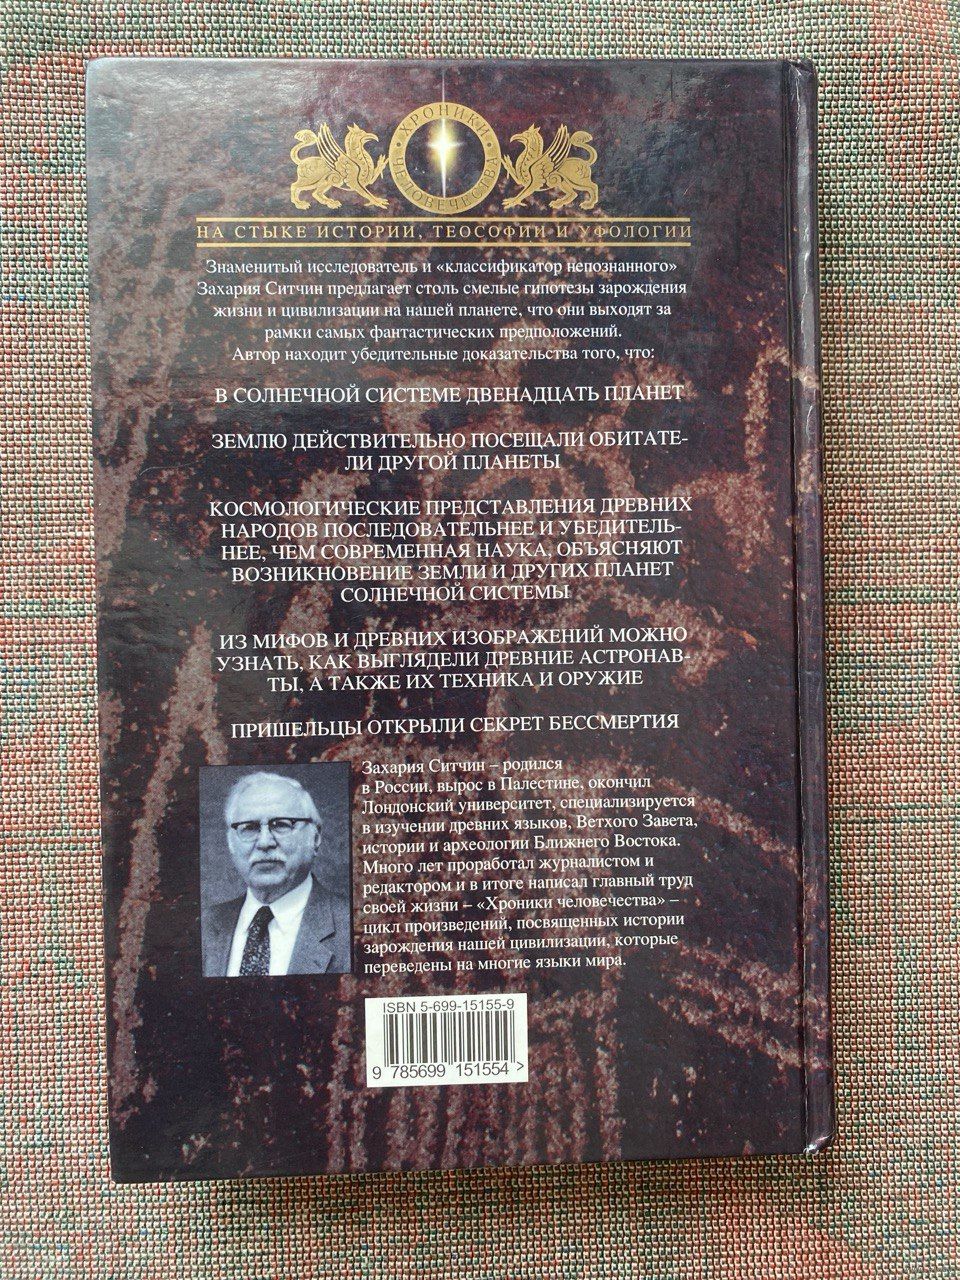 ХРОНИКИ
ЧЕЛОВЕЧЕСТВА
НА СТЫКЕ ИСТОРИИ, ТЕОСОФИИ И УФОЛОГИИ
Знаменитый исследователь и «классификатор непознанного»
Захария Ситчин предлагает столь смелые гипотезы зарождения
жизни и цивилизации на нашей планете, что они выходят за
рамки самых фантастических предположений.
Автор находит убедительные доказательства того, что:
В СОЛНЕЧНОЙ СИСТЕМЕ ДВЕНАДЦАТЬ ПЛАНЕТ
ЗЕМЛЮ ДЕЙСТВИТЕЛЬНО ПОСЕЩАЛИ ОБИТАТЕ-
ЛИ ДРУГОЙ ПЛАНЕТЫ
КОСМОЛОГИЧЕСКИЕ ПРЕДСТАВЛЕНИЯ ДРЕВНИХ
НАРОДОВ ПОСЛЕДОВАТЕЛЬНЕЕ И УБЕДИТЕЛЬ-
НЕЕ, ЧЕМ СОВРЕМЕННАЯ НАУКА, ОБЪЯСНЯЮТ
ВОЗНИКНОВЕНИЕ ЗЕМЛИ И ДРУГИХ ПЛАНЕТ
СОЛНЕЧНОЙ СИСТЕМЫ
ИЗ МИФОВ И ДРЕВНИХ ИЗОБРАЖЕНИЙ МОЖНО
УЗНАТЬ, КАК ВЫГЛЯДЕЛИ ДРЕВНИЕ АСТРОНАВ-
ТЫ, А ТАКЖЕ ИХ ТЕХНИКА И ОРУЖИЕ
ПРИШЕЛЬЦЫ ОТКРЫЛИ СЕКРЕТ БЕССМЕРТИЯ
Захария Ситчин – родился
в России, вырос в Палестине, окончил
Лондонский университет, специализируется
в изучении древних языков, Ветхого Завета,
истории и археологии Ближнего Востока.
Много лет проработал журналистом и
редактором и в итоге написал главный труд
своей жизни – «Хроники человечества» –
цикл произведений, посвященных истории
зарождения нашей цивилизации, которые
переведены на многие языки мира.
ISBN 5-699-15155-9
9 785699 151554 >